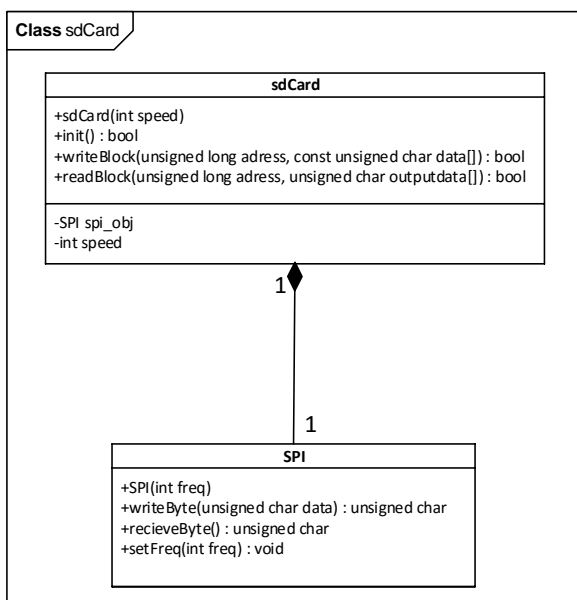 Class sdCard
sdCard
+sdCard(int speed)
+init() : bool
+writeBlock(unsigned long adress, const unsigned char data[]) : bool
+readBlock(unsigned long adress, unsigned char outputdata[]) : bool
-SPI spi_obj
-int speed
1
1
SPI
+SPI(int freq)
+writeByte(unsigned char data) : unsigned char
+recieveByte() : unsigned char
+setFreq(int freq) : void